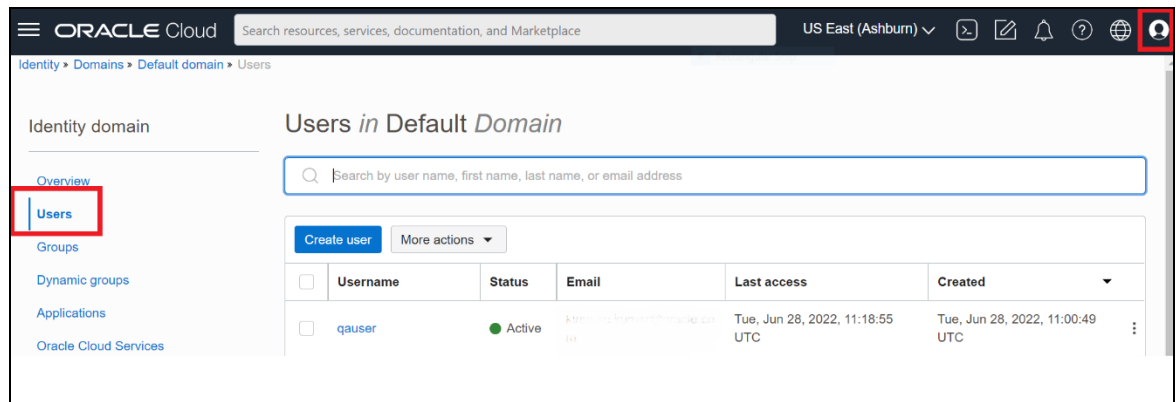 ORACLE Cloud
Search resources, services, documentation, and Marketplace
US East (Ashburn)
Identity » Domains » Default domain » Users
Identity domain
Overview
Users
Groups
Dynamic groups
Applications
Oracle Cloud Services
Users in Default Domain
Search by user name, first name, last name, or email address
Create user
More actions
Username Status Email Last access Created
qauser Active Tue, Jun 28, 2022, 11:18:55 Tue, Jun 28, 2022, 11:00:49
UTC UTC